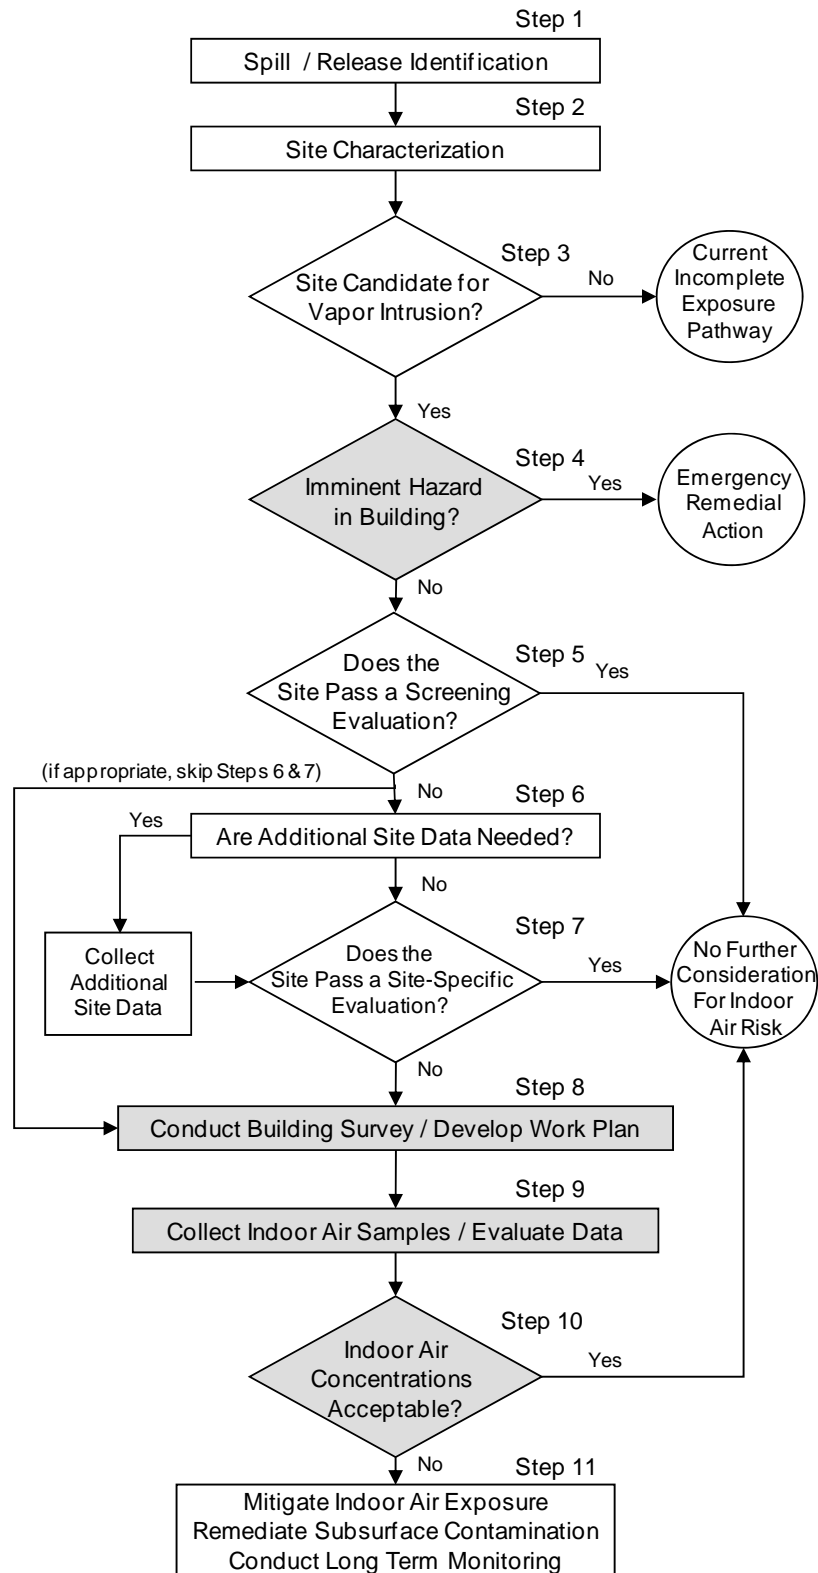 Step 1
Spill / Release Identification
Step 2
Site Characterization
Step 3
Site Candidate for
Vapor Intrusion?
No
Current
Incomplete
Exposure
Pathway
Yes
Step 4
Imminent Hazard
in Building?
Yes
Emergency
Remedial
Action
No
Step 5
Does the
Site Pass a Screening
Evaluation?
Yes
(if appropriate, skip Steps 6 & 7)
No
Step 6
Yes
Are Additional Site Data Needed?
No
Step 7
Collect
Additional
Site Data
Does the
Site Pass a Site-Specific
Evaluation?
Yes
No Further
Consideration
For Indoor
Air Risk
No
Step 8
Conduct Building Survey / Develop Work Plan
Step 9
Collect Indoor Air Samples / Evaluate Data
Step 10
Indoor Air
Concentrations
Acceptable?
Yes
No
Step 11
Mitigate Indoor Air Exposure
Remediate Subsurface Contamination
Conduct Long Term Monitoring